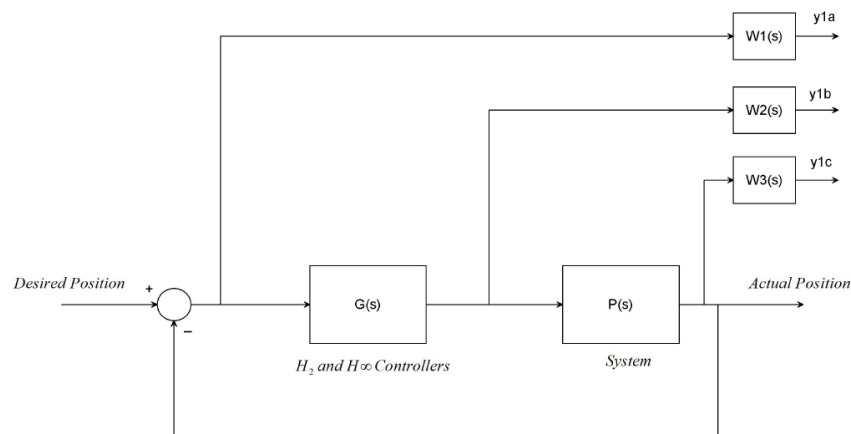 y1a
W1(s)
y1b
W2(s)
y1c
W3(s)
Desired Position
+
−
G(s)
P(s)
Actual Position
H₂ and H∞ Controllers
System